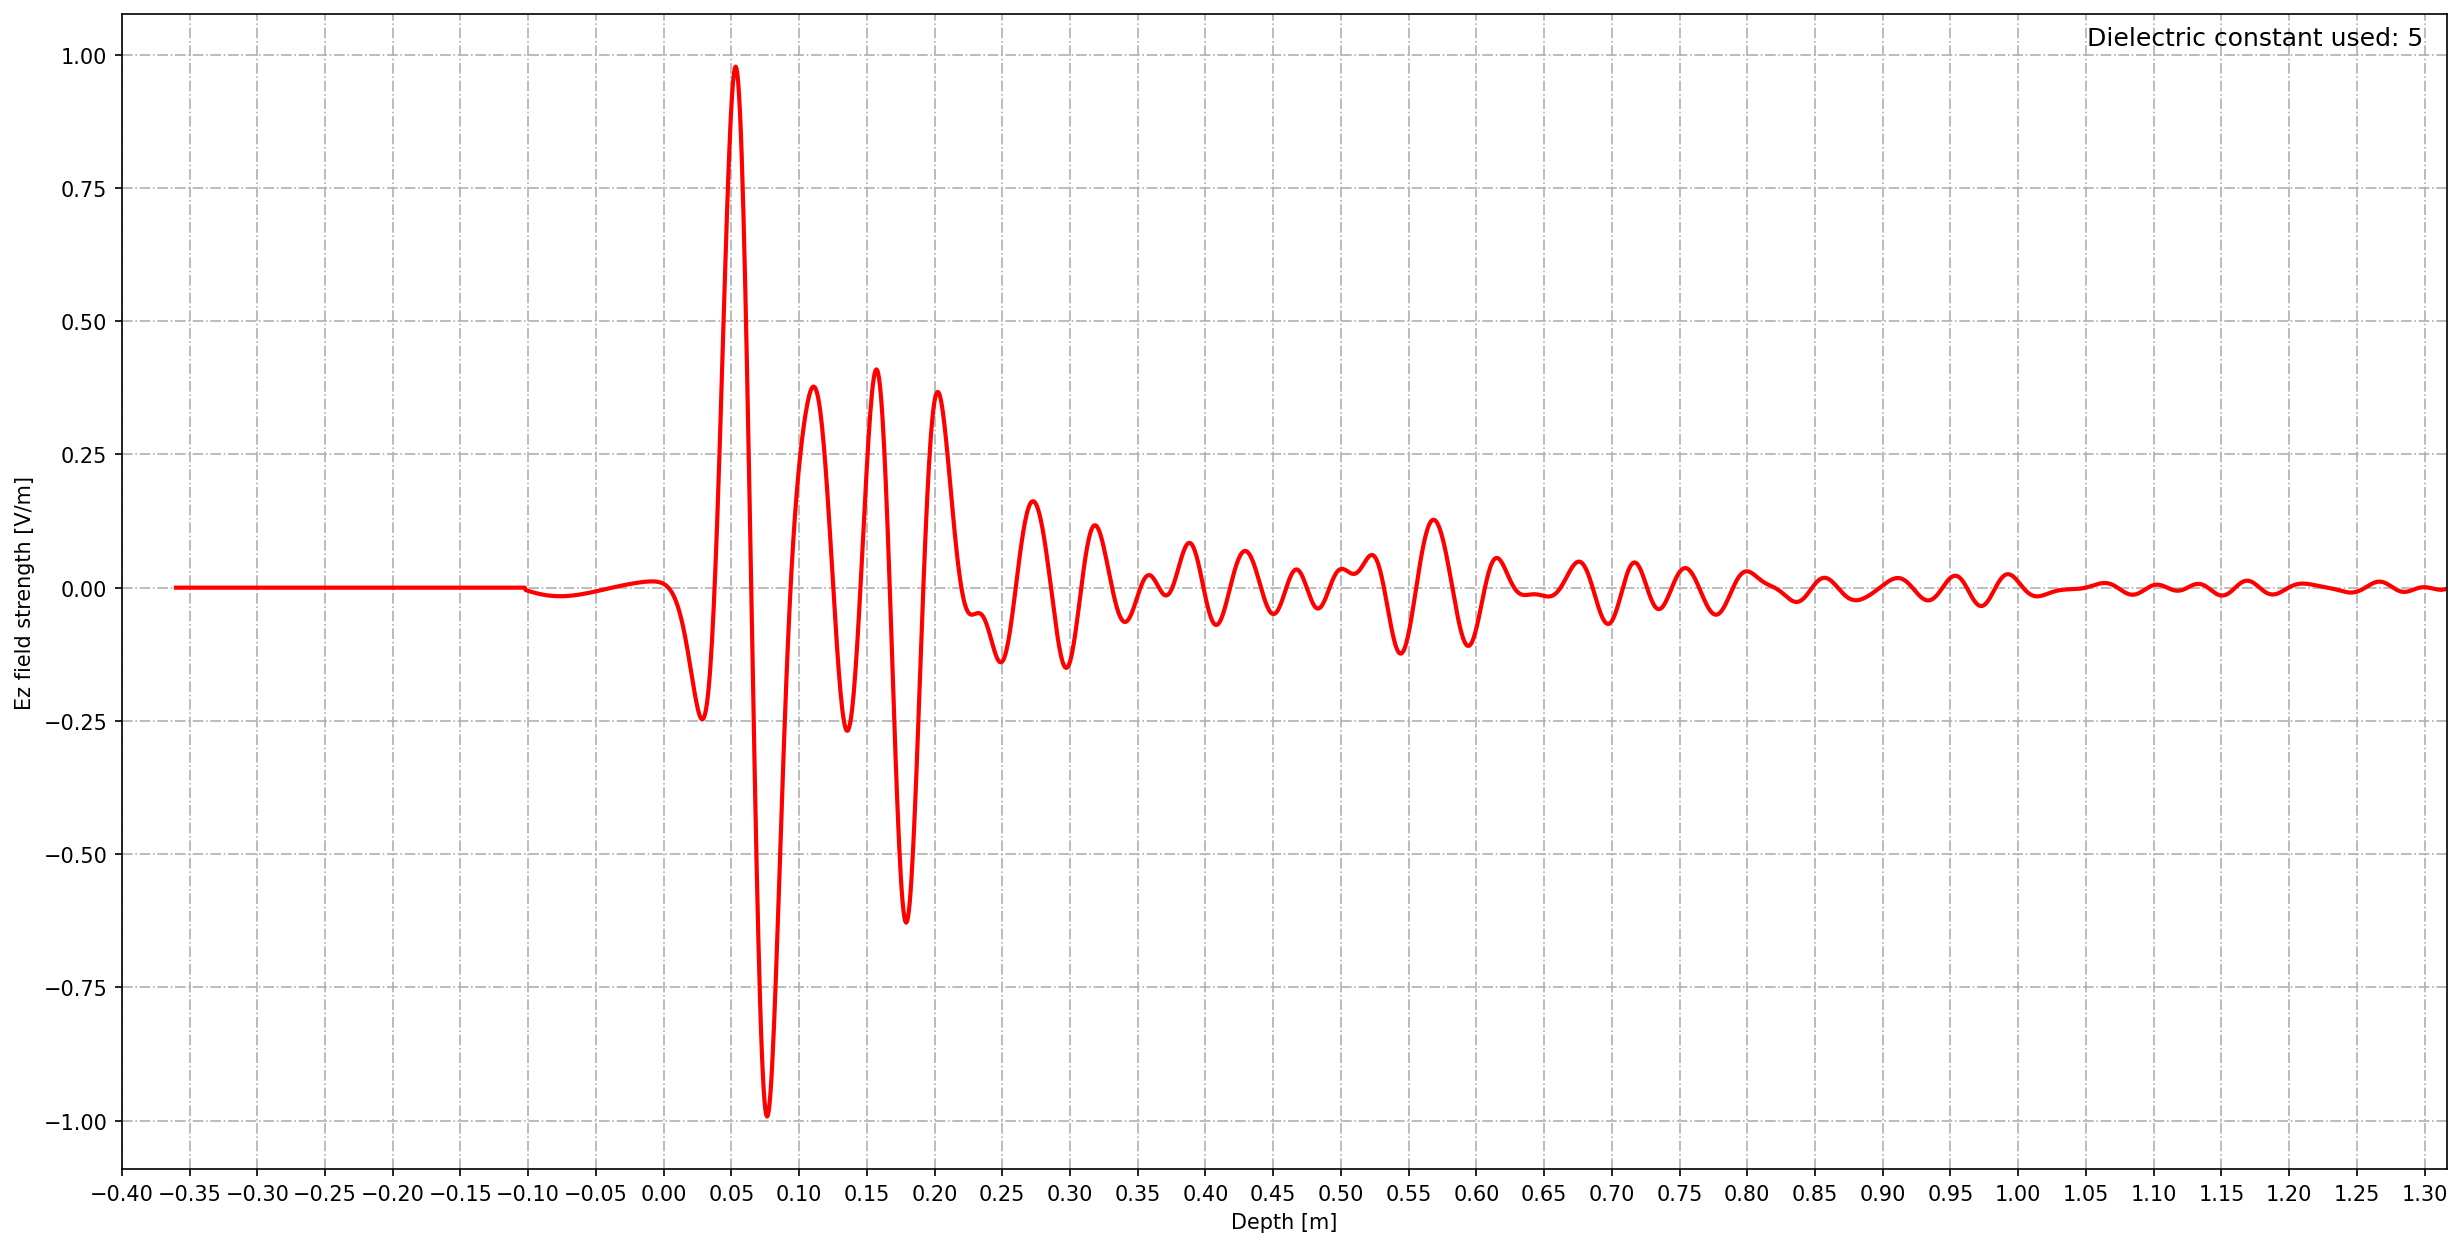 Dielectric constant used: 5
1.00
0.75
0.50
0.25
0.00
−0.25
−0.50
−0.75
−1.00
Ez field strength [V/m]
−0.40 −0.35 −0.30 −0.25 −0.20 −0.15 −0.10 −0.05 0.00 0.05 0.10 0.15 0.20 0.25 0.30 0.35 0.40 0.45 0.50 0.55 0.60 0.65 0.70 0.75 0.80 0.85 0.90 0.95 1.00 1.05 1.10 1.15 1.20 1.25 1.30
Depth [m]